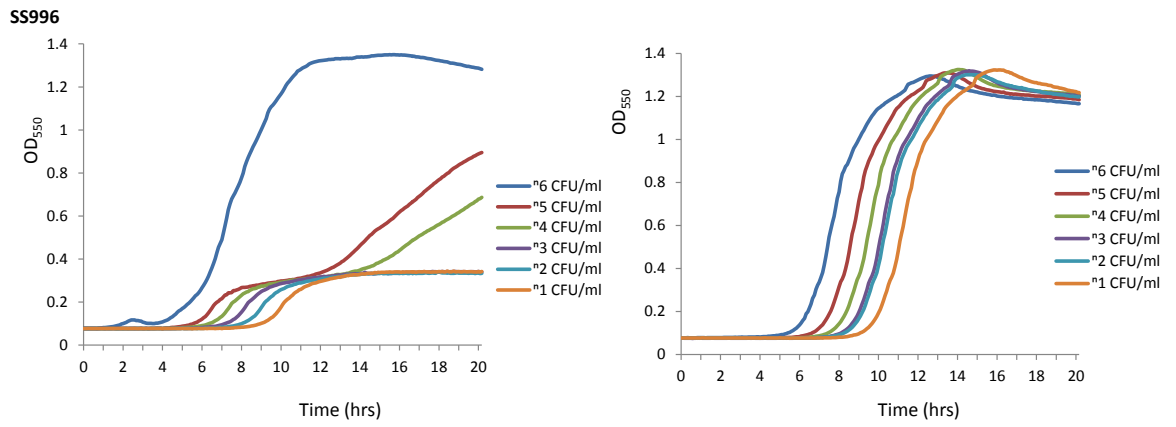 SS996
OD550
1.4
1.2
1
0.8
0.6
0.4
0.2
0
0 2 4 6 8 10 12 14 16 18 20
Time (hrs)
ⁿ6 CFU/ml
ⁿ5 CFU/ml
ⁿ4 CFU/ml
ⁿ3 CFU/ml
ⁿ2 CFU/ml
ⁿ1 CFU/ml
OD550
1.4
1.2
1
0.8
0.6
0.4
0.2
0
0 2 4 6 8 10 12 14 16 18 20
Time (hrs)
ⁿ6 CFU/ml
ⁿ5 CFU/ml
ⁿ4 CFU/ml
ⁿ3 CFU/ml
ⁿ2 CFU/ml
ⁿ1 CFU/ml